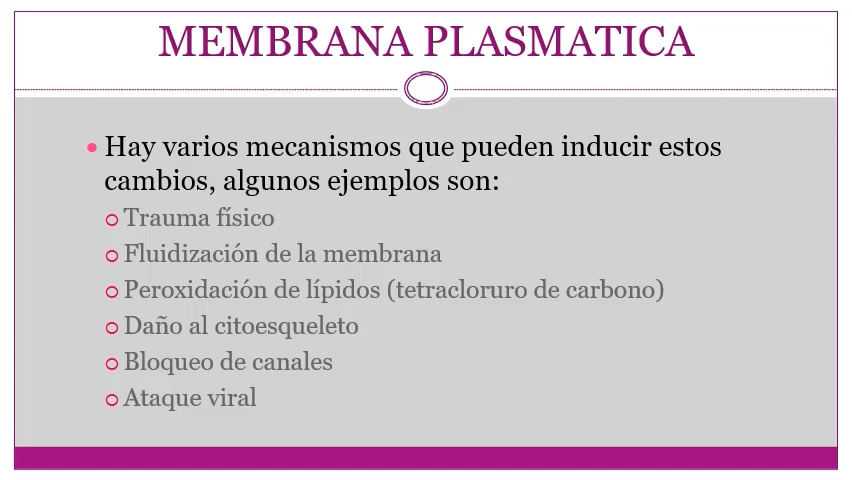 MEMBRANA PLASMATICA
Hay varios mecanismos que pueden inducir estos
cambios, algunos ejemplos son:
Trauma físico
Fluidización de la membrana
Peroxidación de lípidos (tetracloruro de carbono)
Daño al citoesqueleto
Bloqueo de canales
Ataque viral